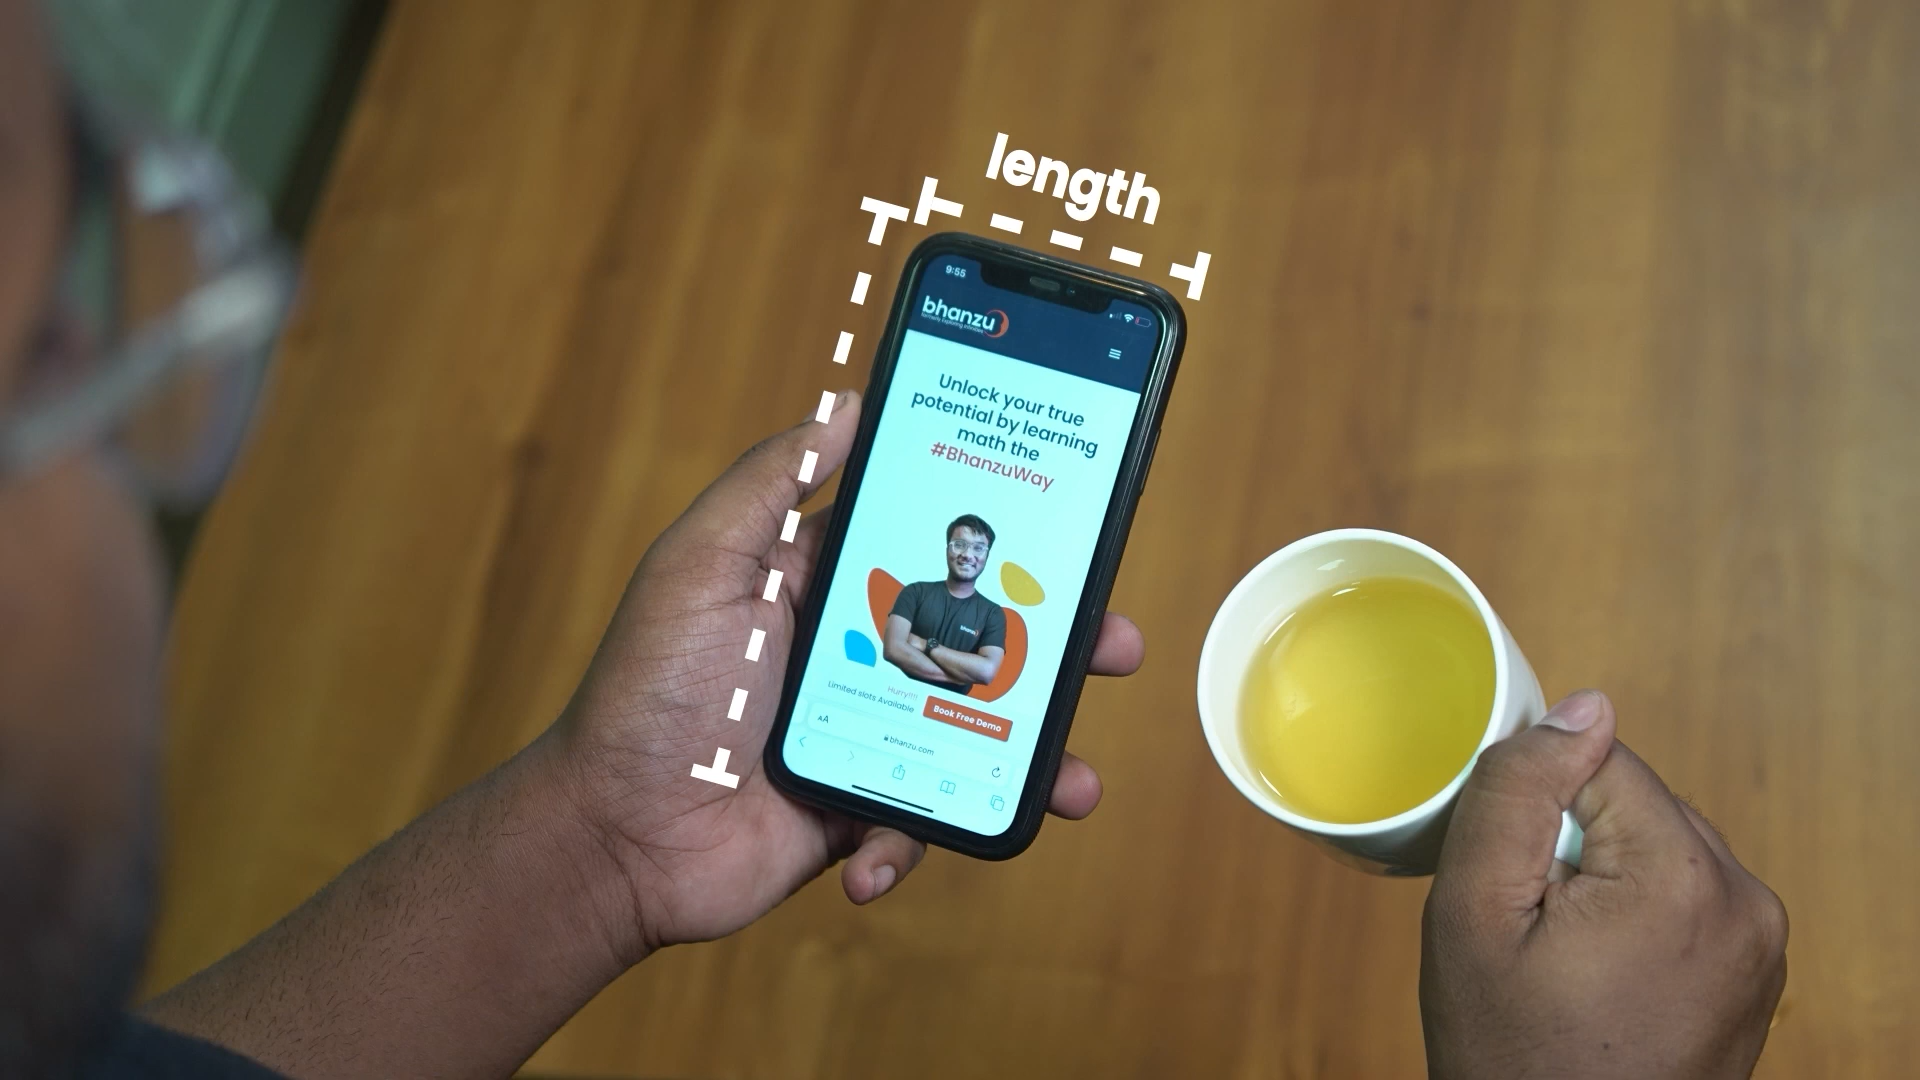 length
9:55
bhanzu
Unlock your true
potential by learning
math the
#BhanzuWay
bhanzu
Hurry!!!
Limited slots Available
Book Free Demo
AA
bhanzu.com